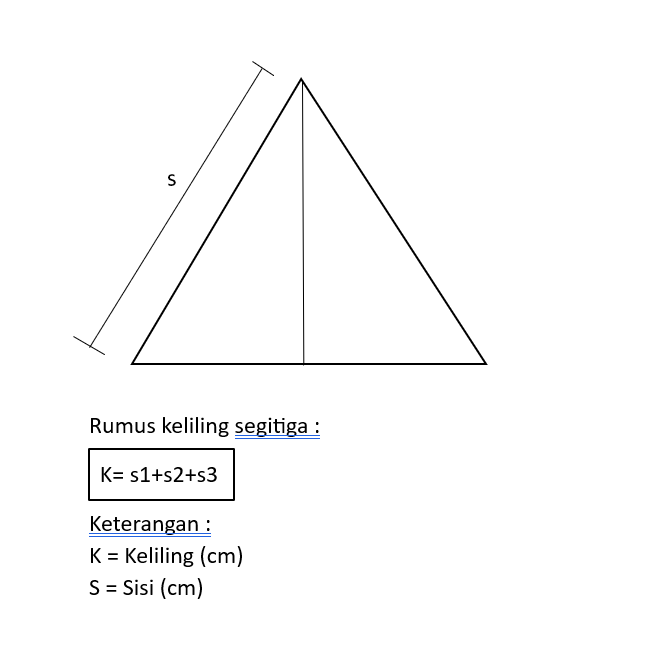 s
Rumus keliling segitiga :
K= s1+s2+s3
Keterangan :
K = Keliling (cm)
S = Sisi (cm)